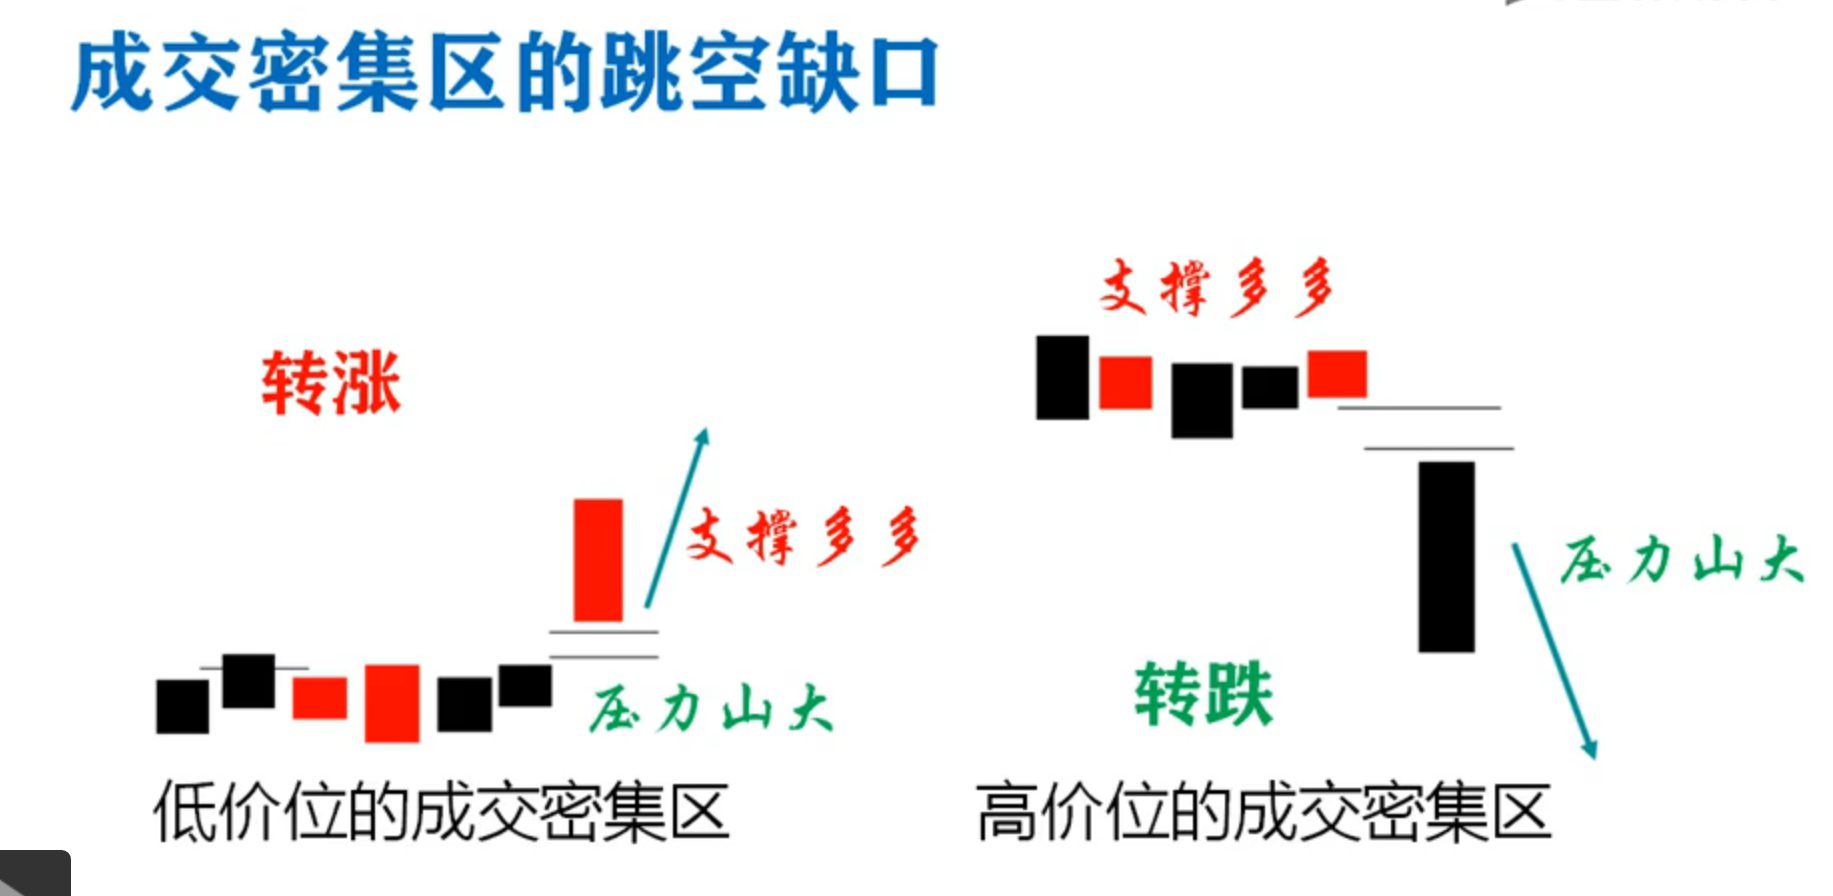 成交密集区的跳空缺口
转涨
支撑多多
压力山大
低价位的成交密集区
支撑多多
压力山大
转跌
高价位的成交密集区